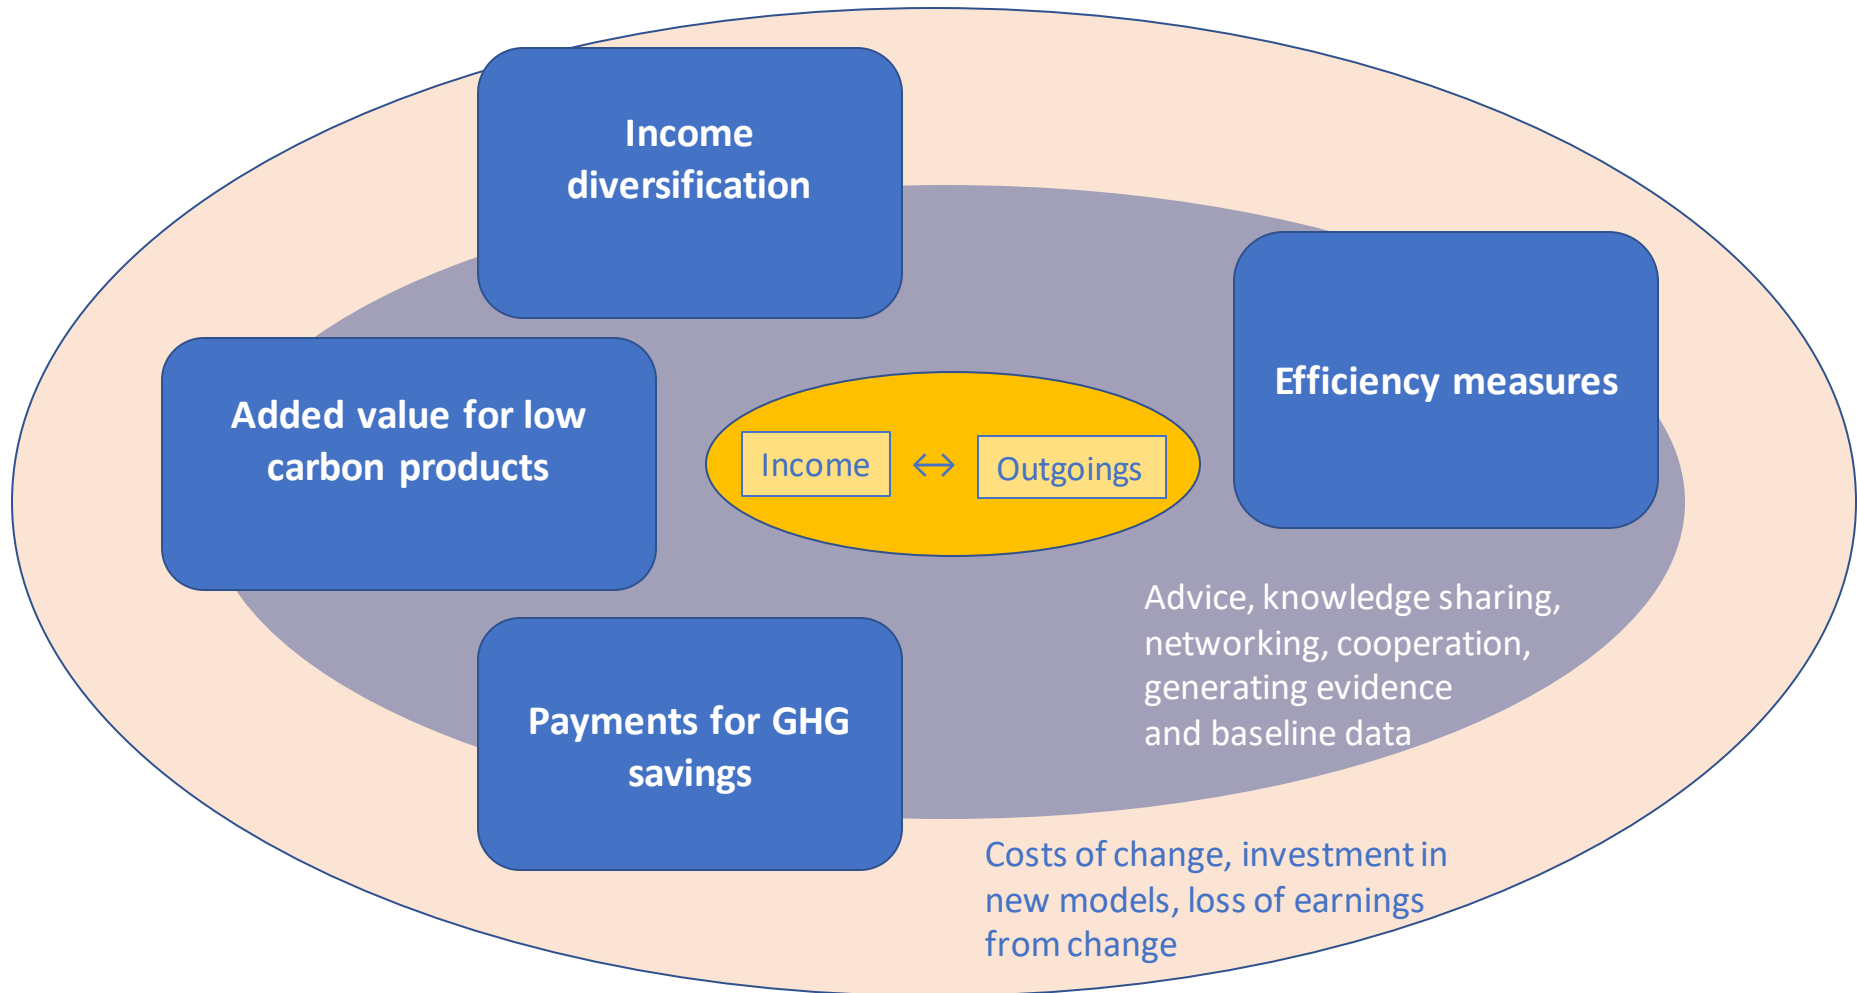 Income
diversification
Efficiency measures
Added value for low
carbon products
Income ↔ Outgoings
Advice, knowledge sharing,
networking, cooperation,
generating evidence
and baseline data
Payments for GHG
savings
Costs of change, investment in
new models, loss of earnings
from change